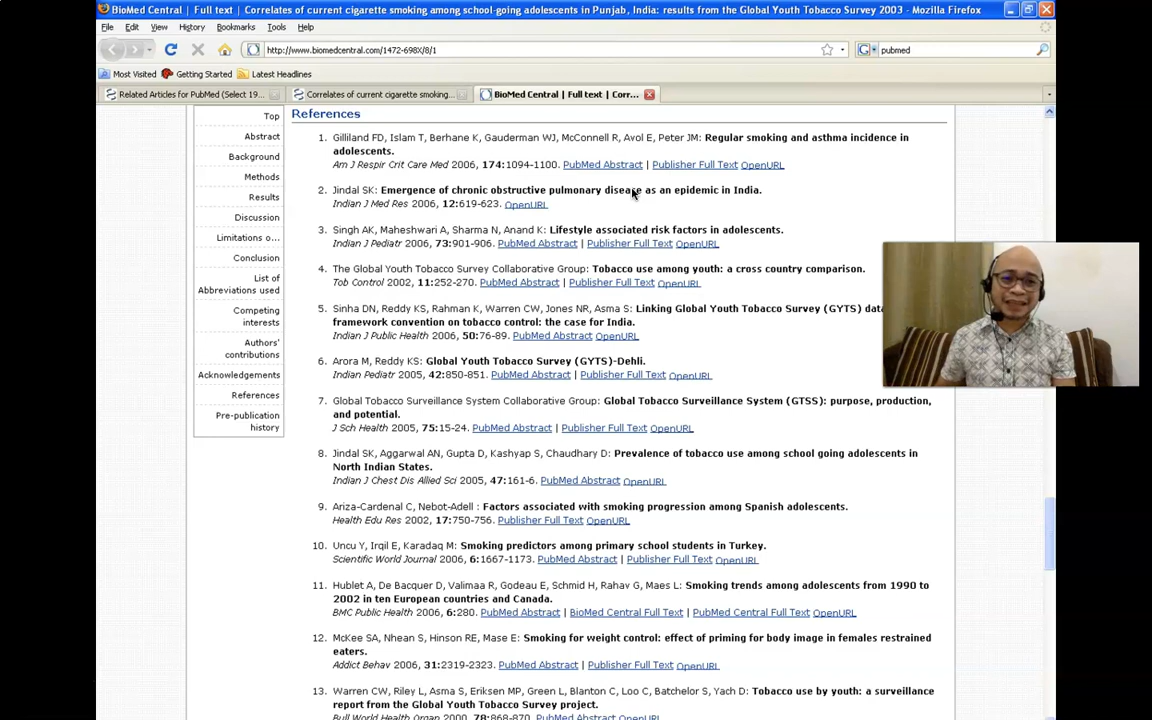 BioMed Central | Full text | Correlates of current cigarette smoking among school-going adolescents in Punjab, India: results from the Global Youth Tobacco Survey 2003 - Mozilla Firefox
File Edit View History Bookmarks Tools Help
http://www.biomedcentral.com/1472-698X/8/1
pubmed
Most Visited Getting Started Latest Headlines
Related Articles for PubMed (Select 19...
Correlates of current cigarette smoking...
BioMed Central | Full text | Corr...
Top
Abstract
Background
Methods
Results
Discussion
Limitations o...
Conclusion
List of
Abbreviations used
Competing
interests
Authors'
contributions
Acknowledgements
References
Pre-publication
history
References
1. Gilliland FD, Islam T, Berhane K, Gauderman WJ, McConnell R, Avol E, Peter JM: Regular smoking and asthma incidence in
adolescents.
Am J Respir Crit Care Med 2006, 174:1094-1100. PubMed Abstract | Publisher Full Text OpenURL
2. Jindal SK: Emergence of chronic obstructive pulmonary disease as an epidemic in India.
Indian J Med Res 2006, 12:619-623. OpenURL
3. Singh AK, Maheshwari A, Sharma N, Anand K: Lifestyle associated risk factors in adolescents.
Indian J Pediatr 2006, 73:901-906. PubMed Abstract | Publisher Full Text OpenURL
4. The Global Youth Tobacco Survey Collaborative Group: Tobacco use among youth: a cross country comparison.
Tob Control 2002, 11:252-270. PubMed Abstract | Publisher Full Text OpenURL
5. Sinha DN, Reddy KS, Rahman K, Warren CW, Jones NR, Asma S: Linking Global Youth Tobacco Survey (GYTS) data
framework convention on tobacco control: the case for India.
Indian J Public Health 2006, 50:76-89. PubMed Abstract OpenURL
6. Arora M, Reddy KS: Global Youth Tobacco Survey (GYTS)-Dehli.
Indian Pediatr 2005, 42:850-851. PubMed Abstract | Publisher Full Text OpenURL
7. Global Tobacco Surveillance System Collaborative Group: Global Tobacco Surveillance System (GTSS): purpose, production,
and potential.
J Sch Health 2005, 75:15-24. PubMed Abstract | Publisher Full Text OpenURL
8. Jindal SK, Aggarwal AN, Gupta D, Kashyap S, Chaudhary D: Prevalence of tobacco use among school going adolescents in
North Indian States.
Indian J Chest Dis Allied Sci 2005, 47:161-6. PubMed Abstract OpenURL
9. Ariza-Cardenal C, Nebot-Adell : Factors associated with smoking progression among Spanish adolescents.
Health Edu Res 2002, 17:750-756. Publisher Full Text OpenURL
10. Uncu Y, Irgil E, Karadaq M: Smoking predictors among primary school students in Turkey.
Scientific World Journal 2006, 6:1667-1173. PubMed Abstract | Publisher Full Text OpenURL
11. Hublet A, De Bacquer D, Valimaa R, Godeau E, Schmid H, Rahav G, Maes L: Smoking trends among adolescents from 1990 to
2002 in ten European countries and Canada.
BMC Public Health 2006, 6:280. PubMed Abstract | BioMed Central Full Text | PubMed Central Full Text OpenURL
12. McKee SA, Nhean S, Hinson RE, Mase E: Smoking for weight control: effect of priming for body image in females restrained
eaters.
Addict Behav 2006, 31:2319-2323. PubMed Abstract | Publisher Full Text OpenURL
13. Warren CW, Riley L, Asma S, Eriksen MP, Green L, Blanton C, Loo C, Batchelor S, Yach D: Tobacco use by youth: a surveillance
report from the Global Youth Tobacco Survey project.
Bull World Health Organ 2000, 78:868-870. PubMed Abstract OpenURL